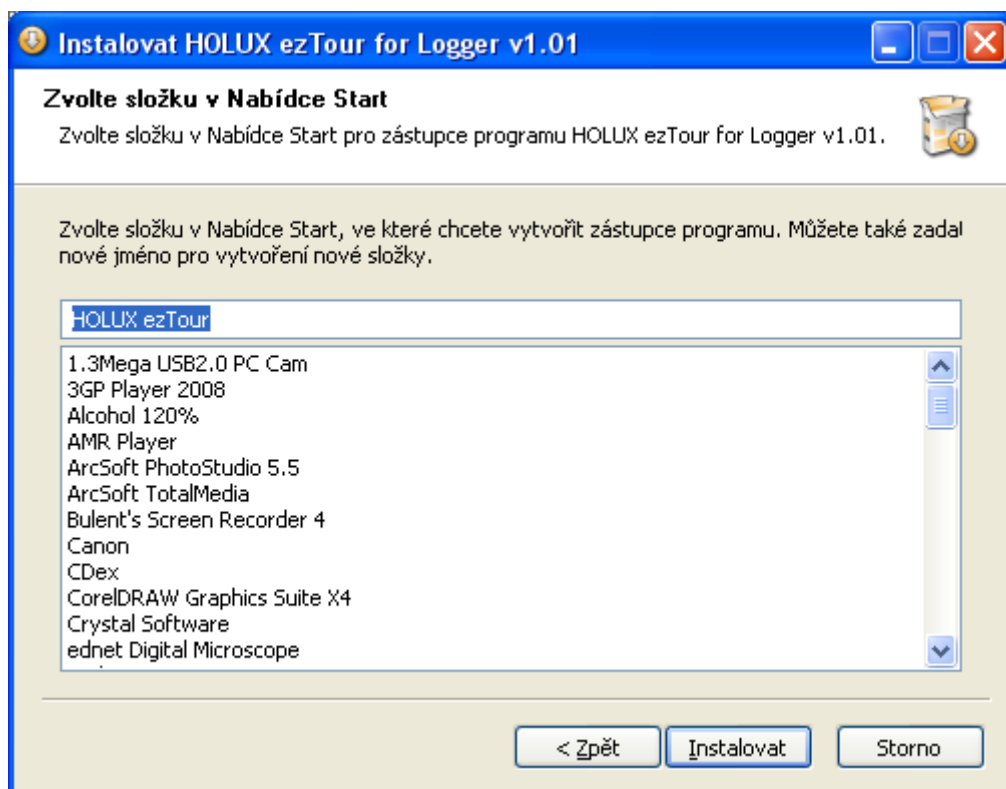 Instalovat HOLUX ezTour for Logger v1.01
Zvolte složku v Nabídce Start
Zvolte složku v Nabídce Start pro zástupce programu HOLUX ezTour for Logger v1.01.
Zvolte složku v Nabídce Start, ve které chcete vytvořit zástupce programu. Můžete také zadat
nové jméno pro vytvoření nové složky.
HOLUX ezTour
1.3Mega USB2.0 PC Cam
3GP Player 2008
Alcohol 120%
AMR Player
ArcSoft PhotoStudio 5.5
ArcSoft TotalMedia
Bulent's Screen Recorder 4
Canon
CDex
CorelDRAW Graphics Suite X4
Crystal Software
ednet Digital Microscope
< Zpět
Instalovat
Storno